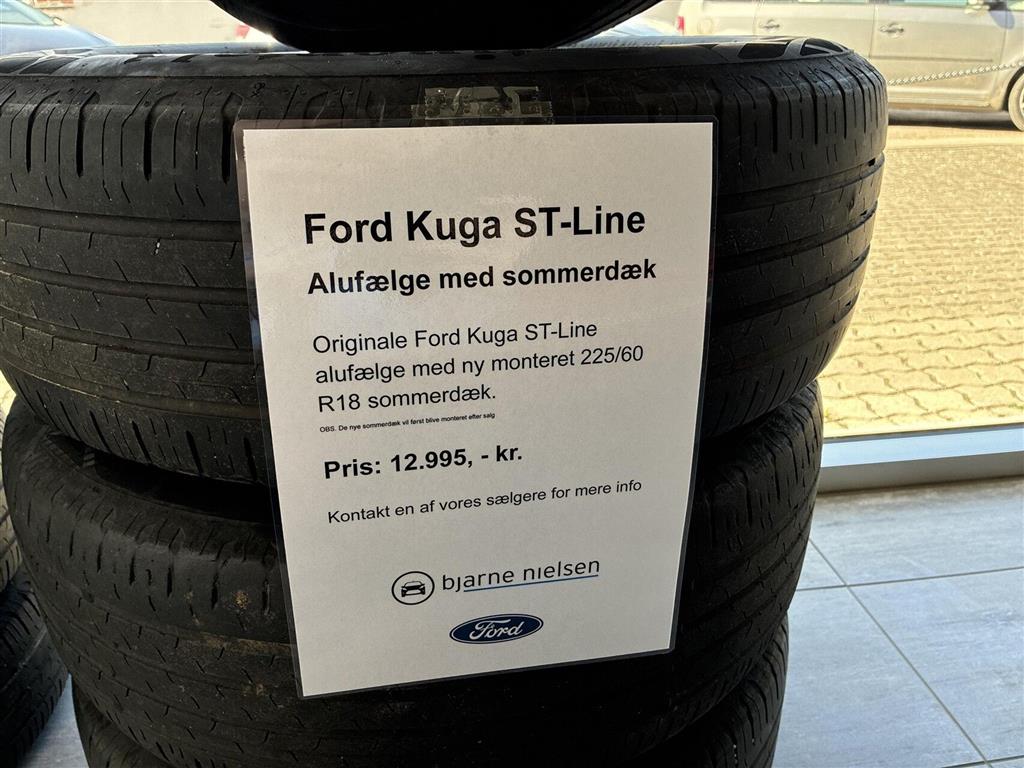 Ford Kuga ST-Line
Alufælge med sommerdæk
Originale Ford Kuga ST-Line
alufælge med ny monteret 225/60
R18 sommerdæk.
OBS. De nye sommerdæk vil først blive monteret efter salg
Pris: 12.995, - kr.
Kontakt en af vores sælgere for mere info
bjarne nielsen
Ford